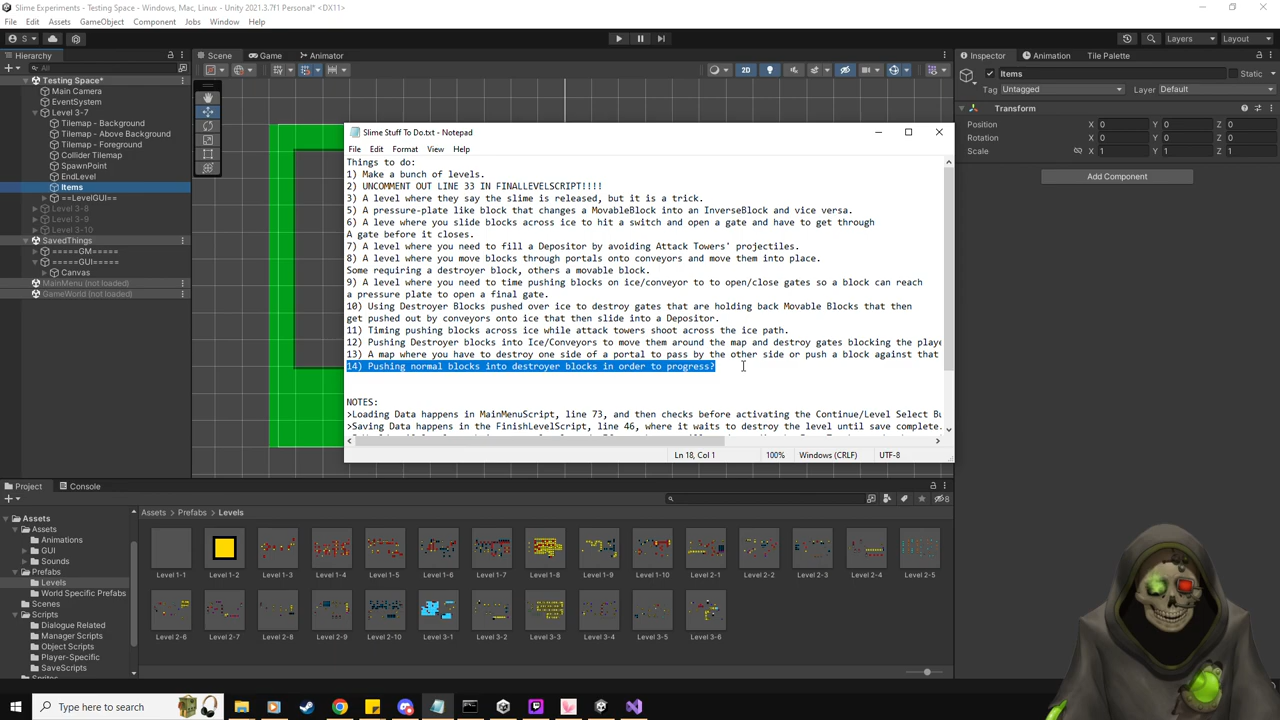 Slime Experiments - Testing Space - Windows, Mac, Linux - Unity 2021.3.7f1 Personal* <DX11>
File Edit Assets GameObject Component Jobs Window Help
S
Layers Layout
Hierarchy
Scene Game Animator
Inspector Animation Tile Palette
All
2D
Testing Space*
Main Camera
EventSystem
Level 3-7
Tilemap - Background
Tilemap - Above Background
Tilemap - Foreground
Collider Tilemap
SpawnPoint
EndLevel
Items
==LevelGUI==
Level 3-8
Level 3-9
Level 3-10
SavedThings
=====GM=====
=====GUI=====
Canvas
MainMenu (not loaded)
GameWorld (not loaded)
Slime Stuff To Do.txt - Notepad
File Edit Format View Help
Things to do:
1) Make a bunch of levels.
2) UNCOMMENT OUT LINE 33 IN FINALLEVELSCRIPT!!!!
3) A level where they say the slime is released, but it is a trick.
5) A pressure-plate like block that changes a MovableBlock into an InverseBlock and vice versa.
6) A leve where you slide blocks across ice to hit a switch and open a gate and have to get through
A gate before it closes.
7) A level where you need to fill a Depositor by avoiding Attack Towers' projectiles.
8) A level where you move blocks through portals onto conveyors and move them into place.
Some requiring a destroyer block, others a movable block.
9) A level where you need to time pushing blocks on ice/conveyor to to open/close gates so a block can reach
a pressure plate to open a final gate.
10) Using Destroyer Blocks pushed over ice to destroy gates that are holding back Movable Blocks that then
get pushed out by conveyors onto ice that then slide into a Depositor.
11) Timing pushing blocks across ice while attack towers shoot across the ice path.
12) Pushing Destroyer blocks into Ice/Conveyors to move them around the map and destroy gates blocking the playe
13) A map where you have to destroy one side of a portal to pass by the other side or push a block against that
14) Pushing normal blocks into destroyer blocks in order to progress?
NOTES:
>Loading Data happens in MainMenuScript, line 73, and then checks before activating the Continue/Level Select Bu
>Saving Data happens in the FinishLevelScript, line 46, where it waits to destroy the level until save complete.
Ln 18, Col 1 100% Windows (CRLF) UTF-8
Items Static
Tag Untagged Layer Default
Transform
Position X 0 Y 0 Z 0
Rotation X 0 Y 0 Z 0
Scale X 1 Y 1 Z 1
Add Component
Project Console
8
Assets
Assets
Animations
GUI
Sounds
Prefabs
Levels
World Specific Prefabs
Scenes
Scripts
Dialogue Related
Manager Scripts
Object Scripts
Player-Specific
SaveScripts
Assets > Prefabs > Levels
Level 1-1 Level 1-2 Level 1-3 Level 1-4 Level 1-5 Level 1-6 Level 1-7 Level 1-8 Level 1-9 Level 1-10 Level 2-1 Level 2-2 Level 2-3 Level 2-4 Level 2-5
Level 2-6 Level 2-7 Level 2-8 Level 2-9 Level 2-10 Level 3-1 Level 3-2 Level 3-3 Level 3-4 Level 3-5 Level 3-6
Type here to search